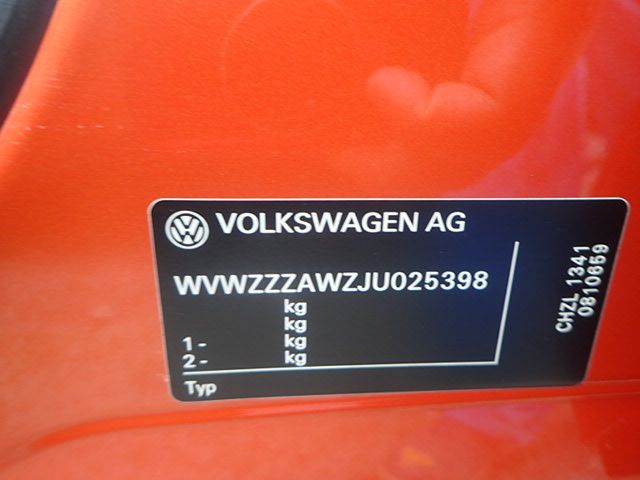 VOLKSWAGEN AG
WVWZZZAWZJU025398
kg
kg
1 - kg
2 - kg
Typ
CHZL 1341
0810659